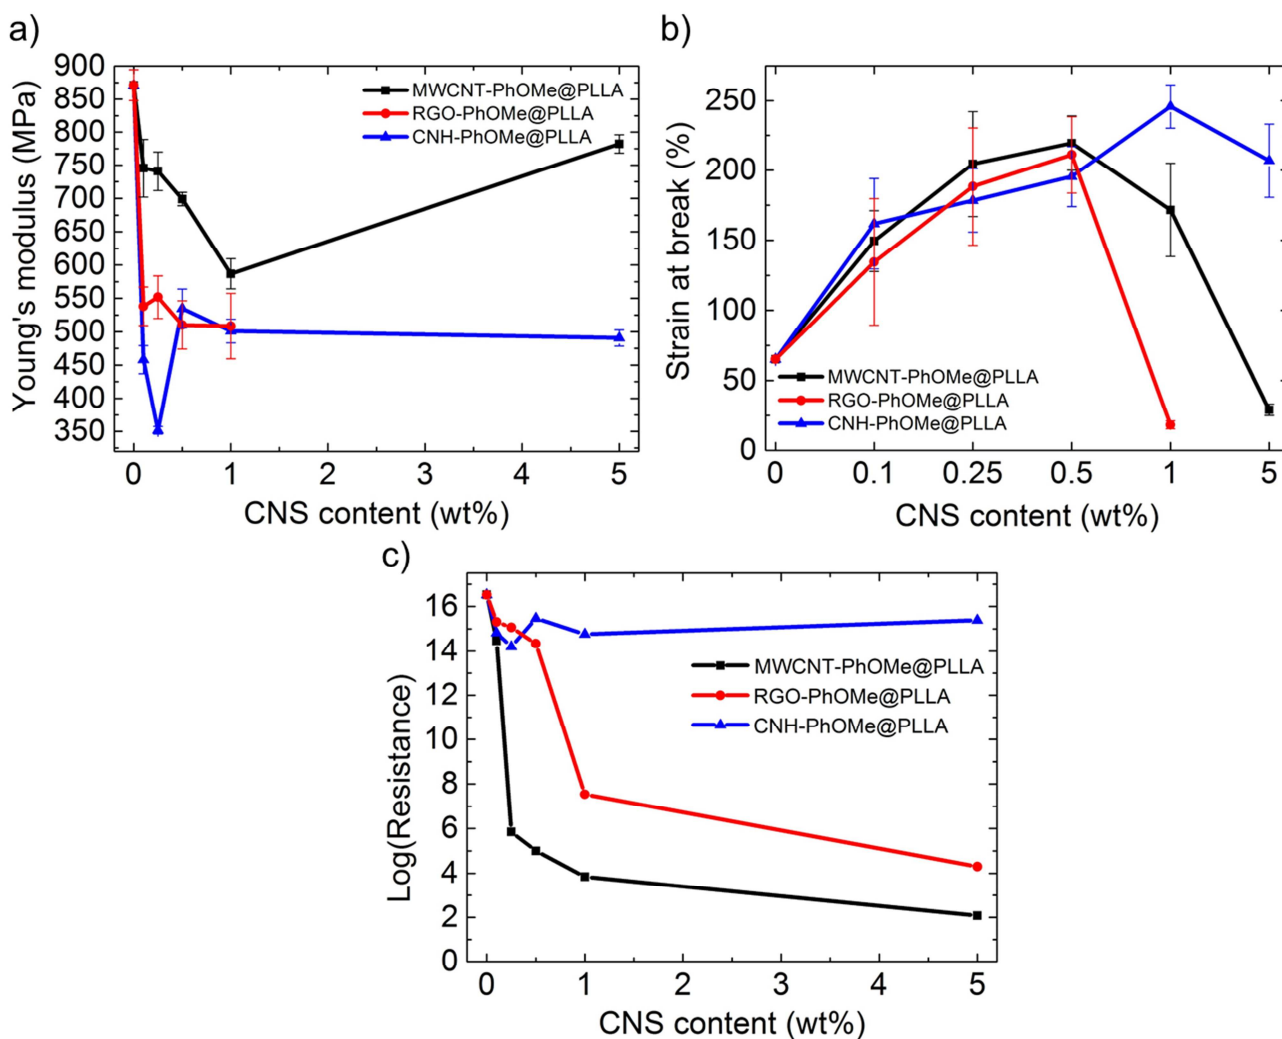 a)
900
850
800
750
700
650
600
550
500
450
400
350
Young's modulus (MPa)
MWCNT-PhOMe@PLLA
RGO-PhOMe@PLLA
CNH-PhOMe@PLLA
0 1 2 3 4 5
CNS content (wt%)
b)
250
200
150
100
50
0
Strain at break (%)
MWCNT-PhOMe@PLLA
RGO-PhOMe@PLLA
CNH-PhOMe@PLLA
0 0.1 0.25 0.5 1 5
CNS content (wt%)
c)
16
14
12
10
8
6
4
2
0
Log(Resistance)
MWCNT-PhOMe@PLLA
RGO-PhOMe@PLLA
CNH-PhOMe@PLLA
0 1 2 3 4 5
CNS content (wt%)